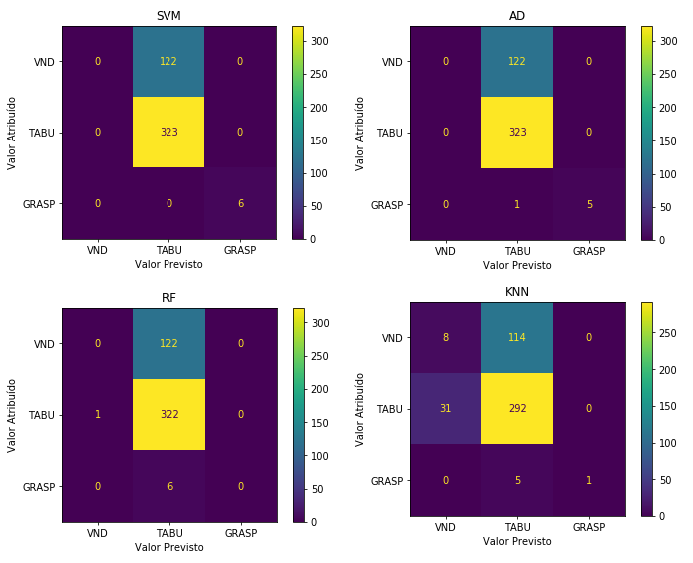 SVM
VND 0 122 0
TABU 0 323 0
GRASP 0 0 6
VND TABU GRASP
Valor Previsto
Valor Atribuído
300
250
200
150
100
50
0
AD
VND 0 122 0
TABU 0 323 0
GRASP 0 1 5
VND TABU GRASP
Valor Previsto
Valor Atribuído
300
250
200
150
100
50
0
RF
VND 0 122 0
TABU 1 322 0
GRASP 0 6 0
VND TABU GRASP
Valor Previsto
Valor Atribuído
300
250
200
150
100
50
0
KNN
VND 8 114 0
TABU 31 292 0
GRASP 0 5 1
VND TABU GRASP
Valor Previsto
Valor Atribuído
250
200
150
100
50
0